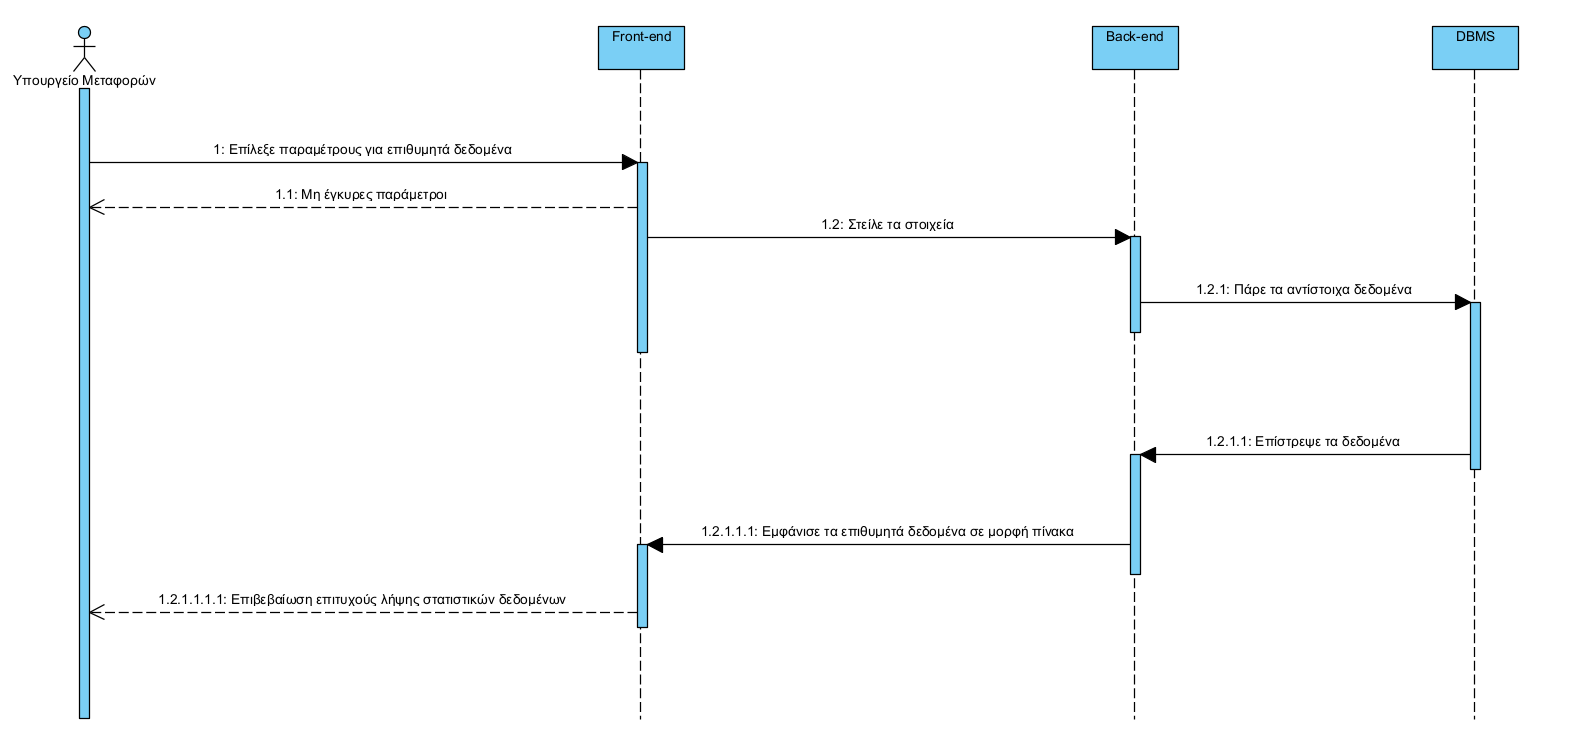 Front-end
Back-end
DBMS
Υπουργείο Μεταφορών
1: Επίλεξε παραμέτρους για επιθυμητά δεδομένα
1.1: Μη έγκυρες παράμετροι
1.2: Στείλε τα στοιχεία
1.2.1: Πάρε τα αντίστοιχα δεδομένα
1.2.1.1: Επίστρεψε τα δεδομένα
1.2.1.1.1: Εμφάνισε τα επιθυμητά δεδομένα σε μορφή πίνακα
1.2.1.1.1.1: Επιβεβαίωση επιτυχούς λήψης στατιστικών δεδομένων